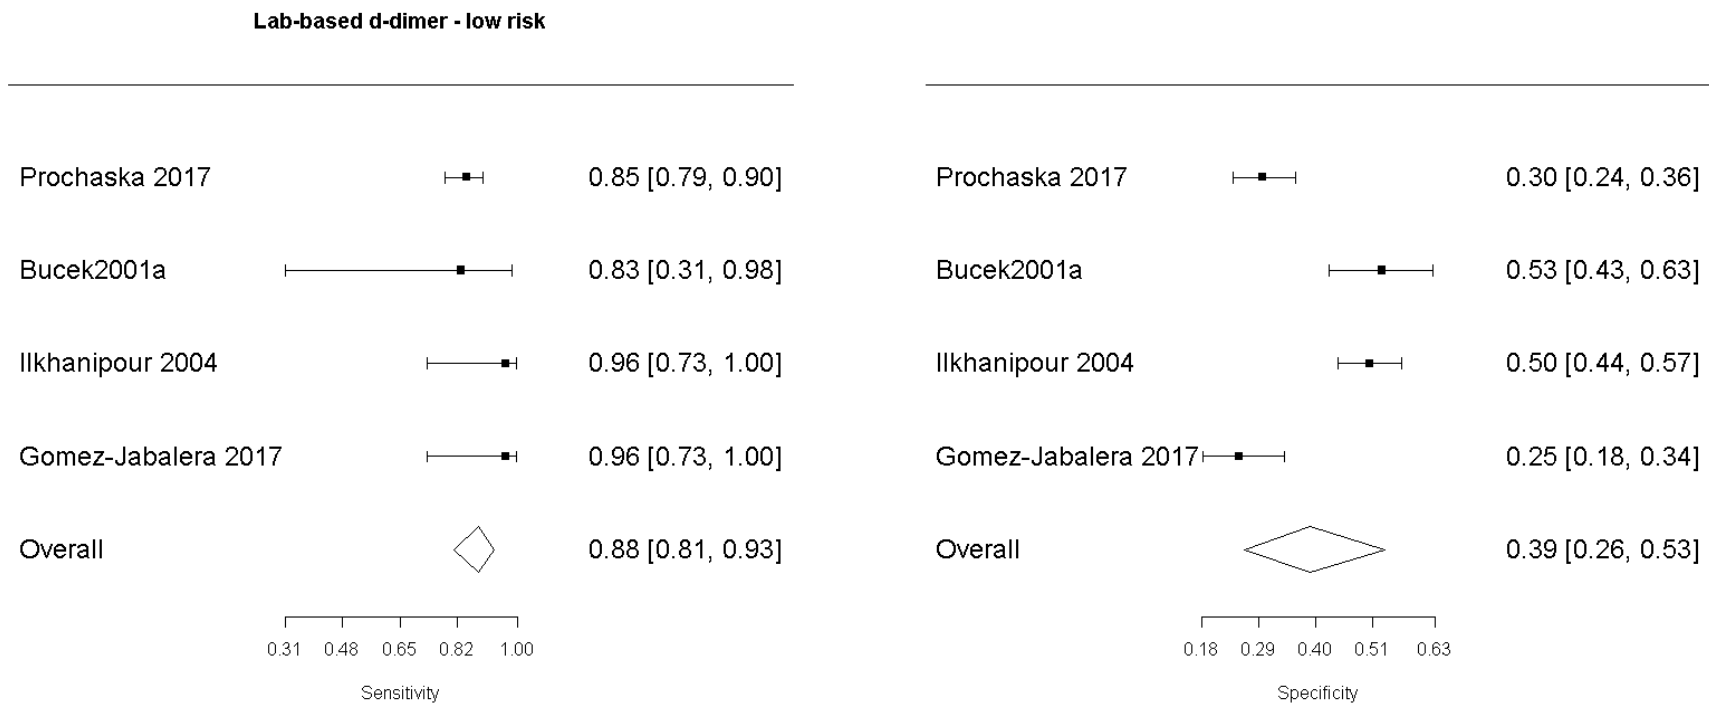 Lab-based d-dimer - low risk
Prochaska 2017 0.85 [0.79, 0.90]
Bucek2001a 0.83 [0.31, 0.98]
Ilkhanipour 2004 0.96 [0.73, 1.00]
Gomez-Jabalera 2017 0.96 [0.73, 1.00]
Overall 0.88 [0.81, 0.93]
0.31 0.48 0.65 0.82 1.00
Sensitivity
Prochaska 2017 0.30 [0.24, 0.36]
Bucek2001a 0.53 [0.43, 0.63]
Ilkhanipour 2004 0.50 [0.44, 0.57]
Gomez-Jabalera 2017 0.25 [0.18, 0.34]
Overall 0.39 [0.26, 0.53]
0.18 0.29 0.40 0.51 0.63
Specificity